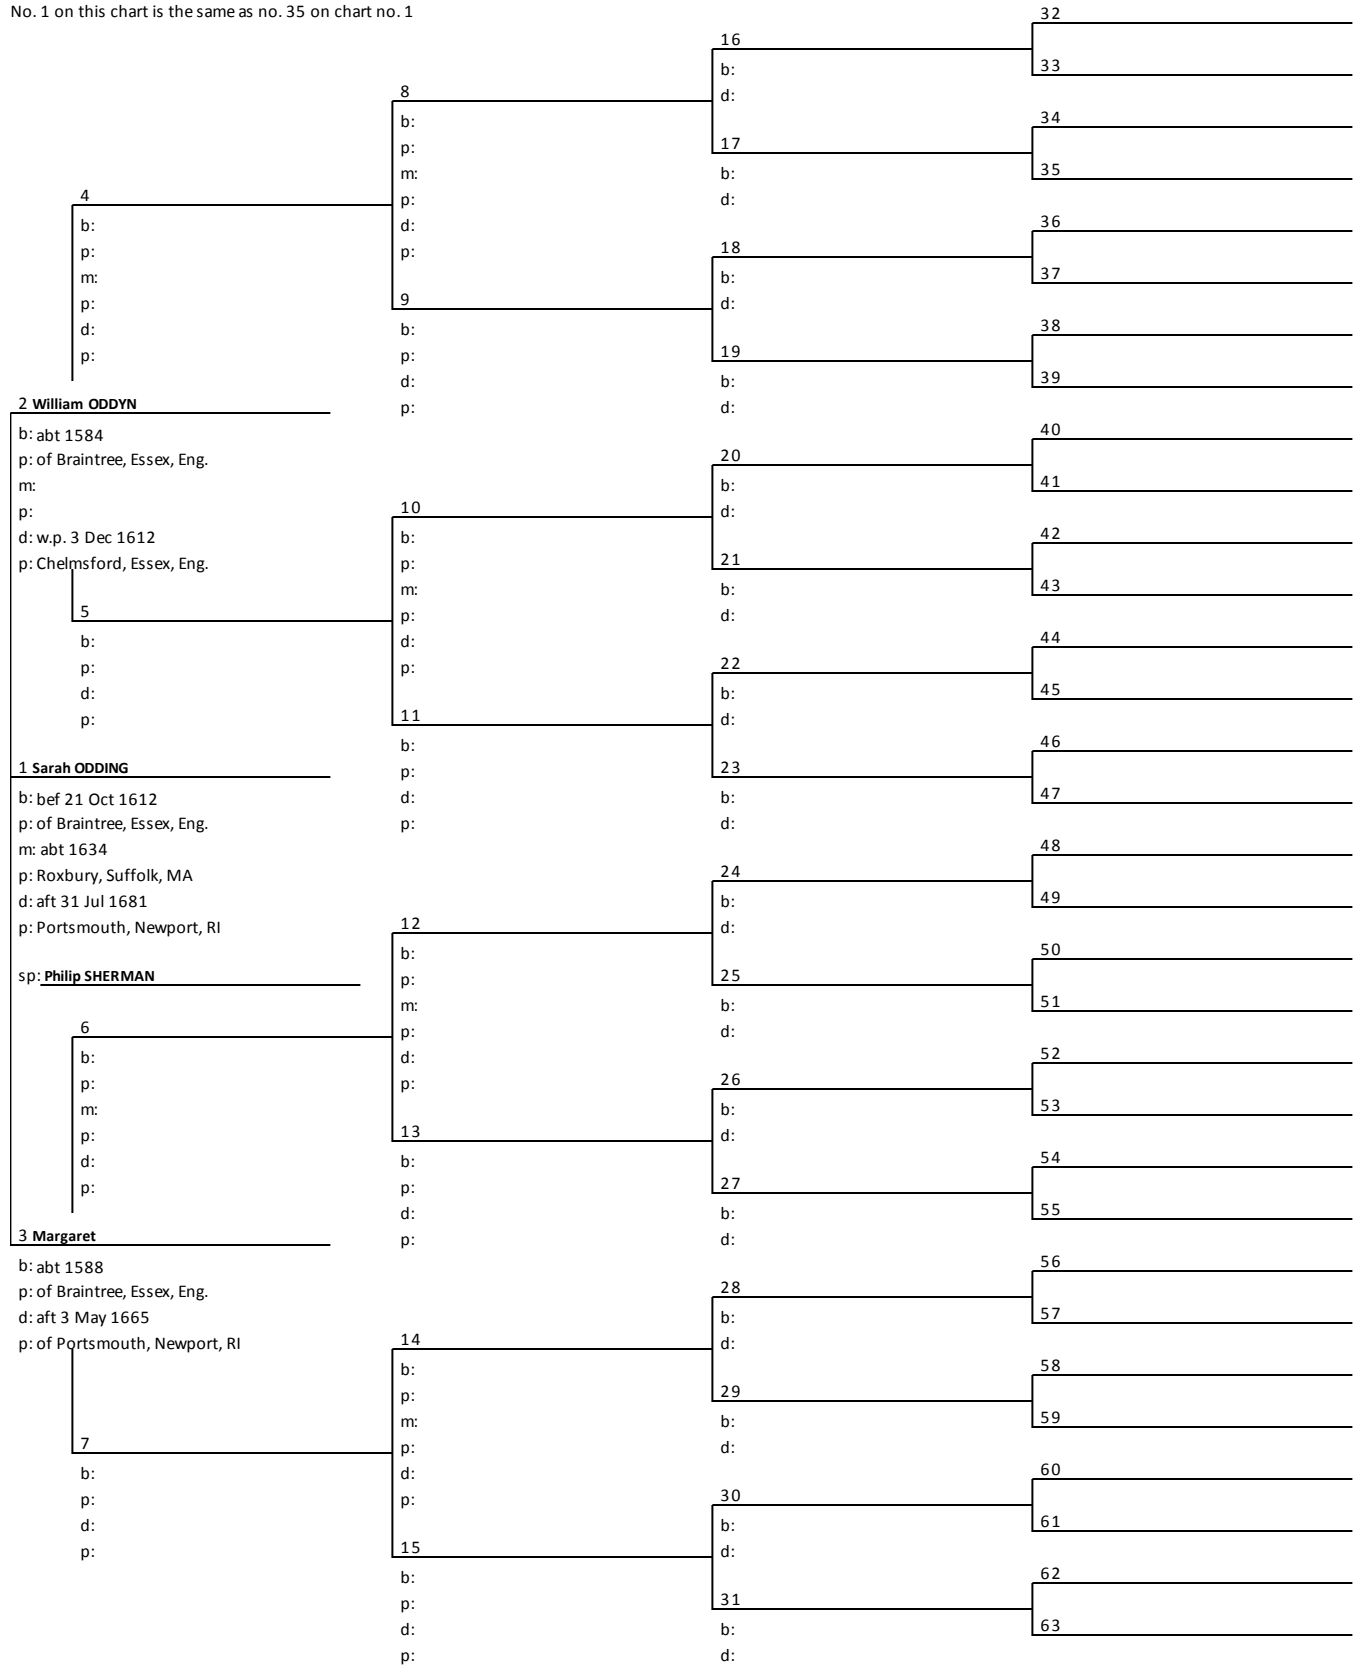 No. 1 on this chart is the same as no. 35 on chart no. 1
4
b:
p:
m:
p:
d:
p:
2 William ODDYN
b: abt 1584
p: of Braintree, Essex, Eng.
m:
p:
d: w.p. 3 Dec 1612
p: Chelmsford, Essex, Eng.
5
b:
p:
d:
p:
1 Sarah ODDING
b: bef 21 Oct 1612
p: of Braintree, Essex, Eng.
m: abt 1634
p: Roxbury, Suffolk, MA
d: aft 31 Jul 1681
p: Portsmouth, Newport, RI
sp: Philip SHERMAN
6
b:
p:
m:
p:
d:
p:
3 Margaret
b: abt 1588
p: of Braintree, Essex, Eng.
d: aft 3 May 1665
p: of Portsmouth, Newport, RI
7
b:
p:
d:
p:
8
b:
p:
m:
p:
d:
p:
9
b:
p:
d:
p:
10
b:
p:
m:
p:
d:
p:
11
b:
p:
d:
p:
12
b:
p:
m:
p:
d:
p:
13
b:
p:
d:
p:
14
b:
p:
m:
p:
d:
p:
15
b:
p:
d:
p:
16
b:
d:
17
b:
d:
18
b:
d:
19
b:
d:
20
b:
d:
21
b:
d:
22
b:
d:
23
b:
d:
24
b:
d:
25
b:
d:
26
b:
d:
27
b:
d:
28
b:
d:
29
b:
d:
30
b:
d:
31
b:
d:
32
33
34
35
36
37
38
39
40
41
42
43
44
45
46
47
48
49
50
51
52
53
54
55
56
57
58
59
60
61
62
63